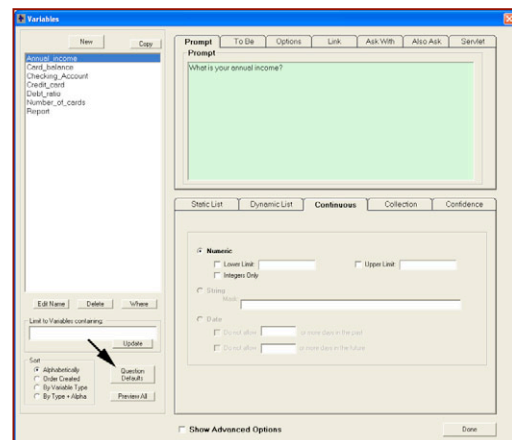 Variables
New
Copy
Annual_income
Card_balance
Checking_Account
Credit_card
Debt_ratio
Number_of_cards
Report
Edit Name
Delete
Where
Limit to Variables containing:
Update
Sort
Alphabetically
Order Created
By Variable Type
By Type + Alpha
Question
Defaults
Preview All
Prompt
To Be
Options
Link
Ask With
Also Ask
Servlet
Prompt
What is your annual income?
Static List
Dynamic List
Continuous
Collection
Confidence
Numeric
Lower Limit:
Upper Limit:
Integers Only
String
Mask:
Date
Do not allow
or more days in the past
Do not allow
or more days in the future
Show Advanced Options
Done